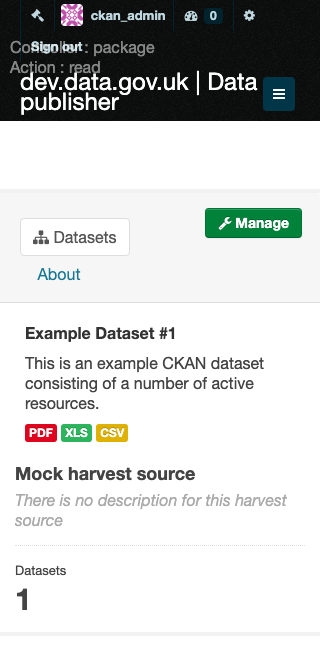 ckan_admin 0
Sign out
Controller : package
Action : read
dev.data.gov.uk | Data
publisher
Manage
Datasets
About
Example Dataset #1
This is an example CKAN dataset
consisting of a number of active
resources.
PDF XLS CSV
Mock harvest source
There is no description for this harvest
source
Datasets
1